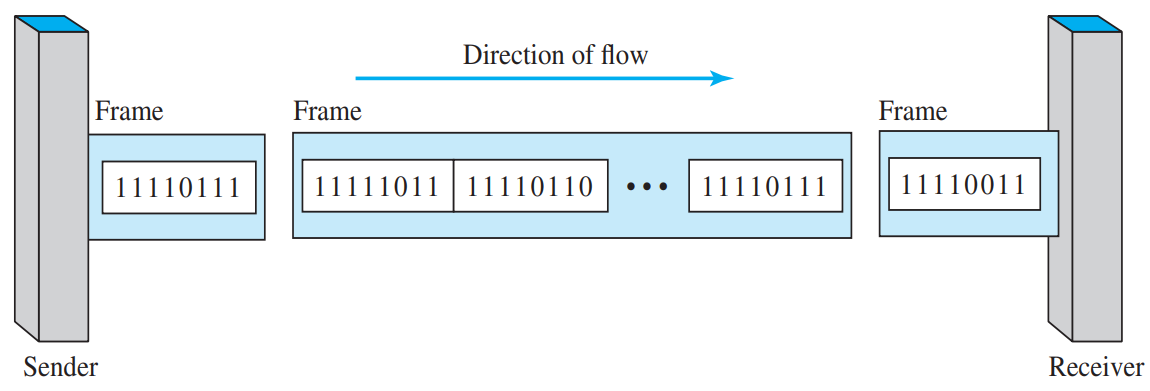 Direction of flow
Frame Frame Frame
11110111 11111011 11110110 ••• 11110111 11110011
Sender Receiver